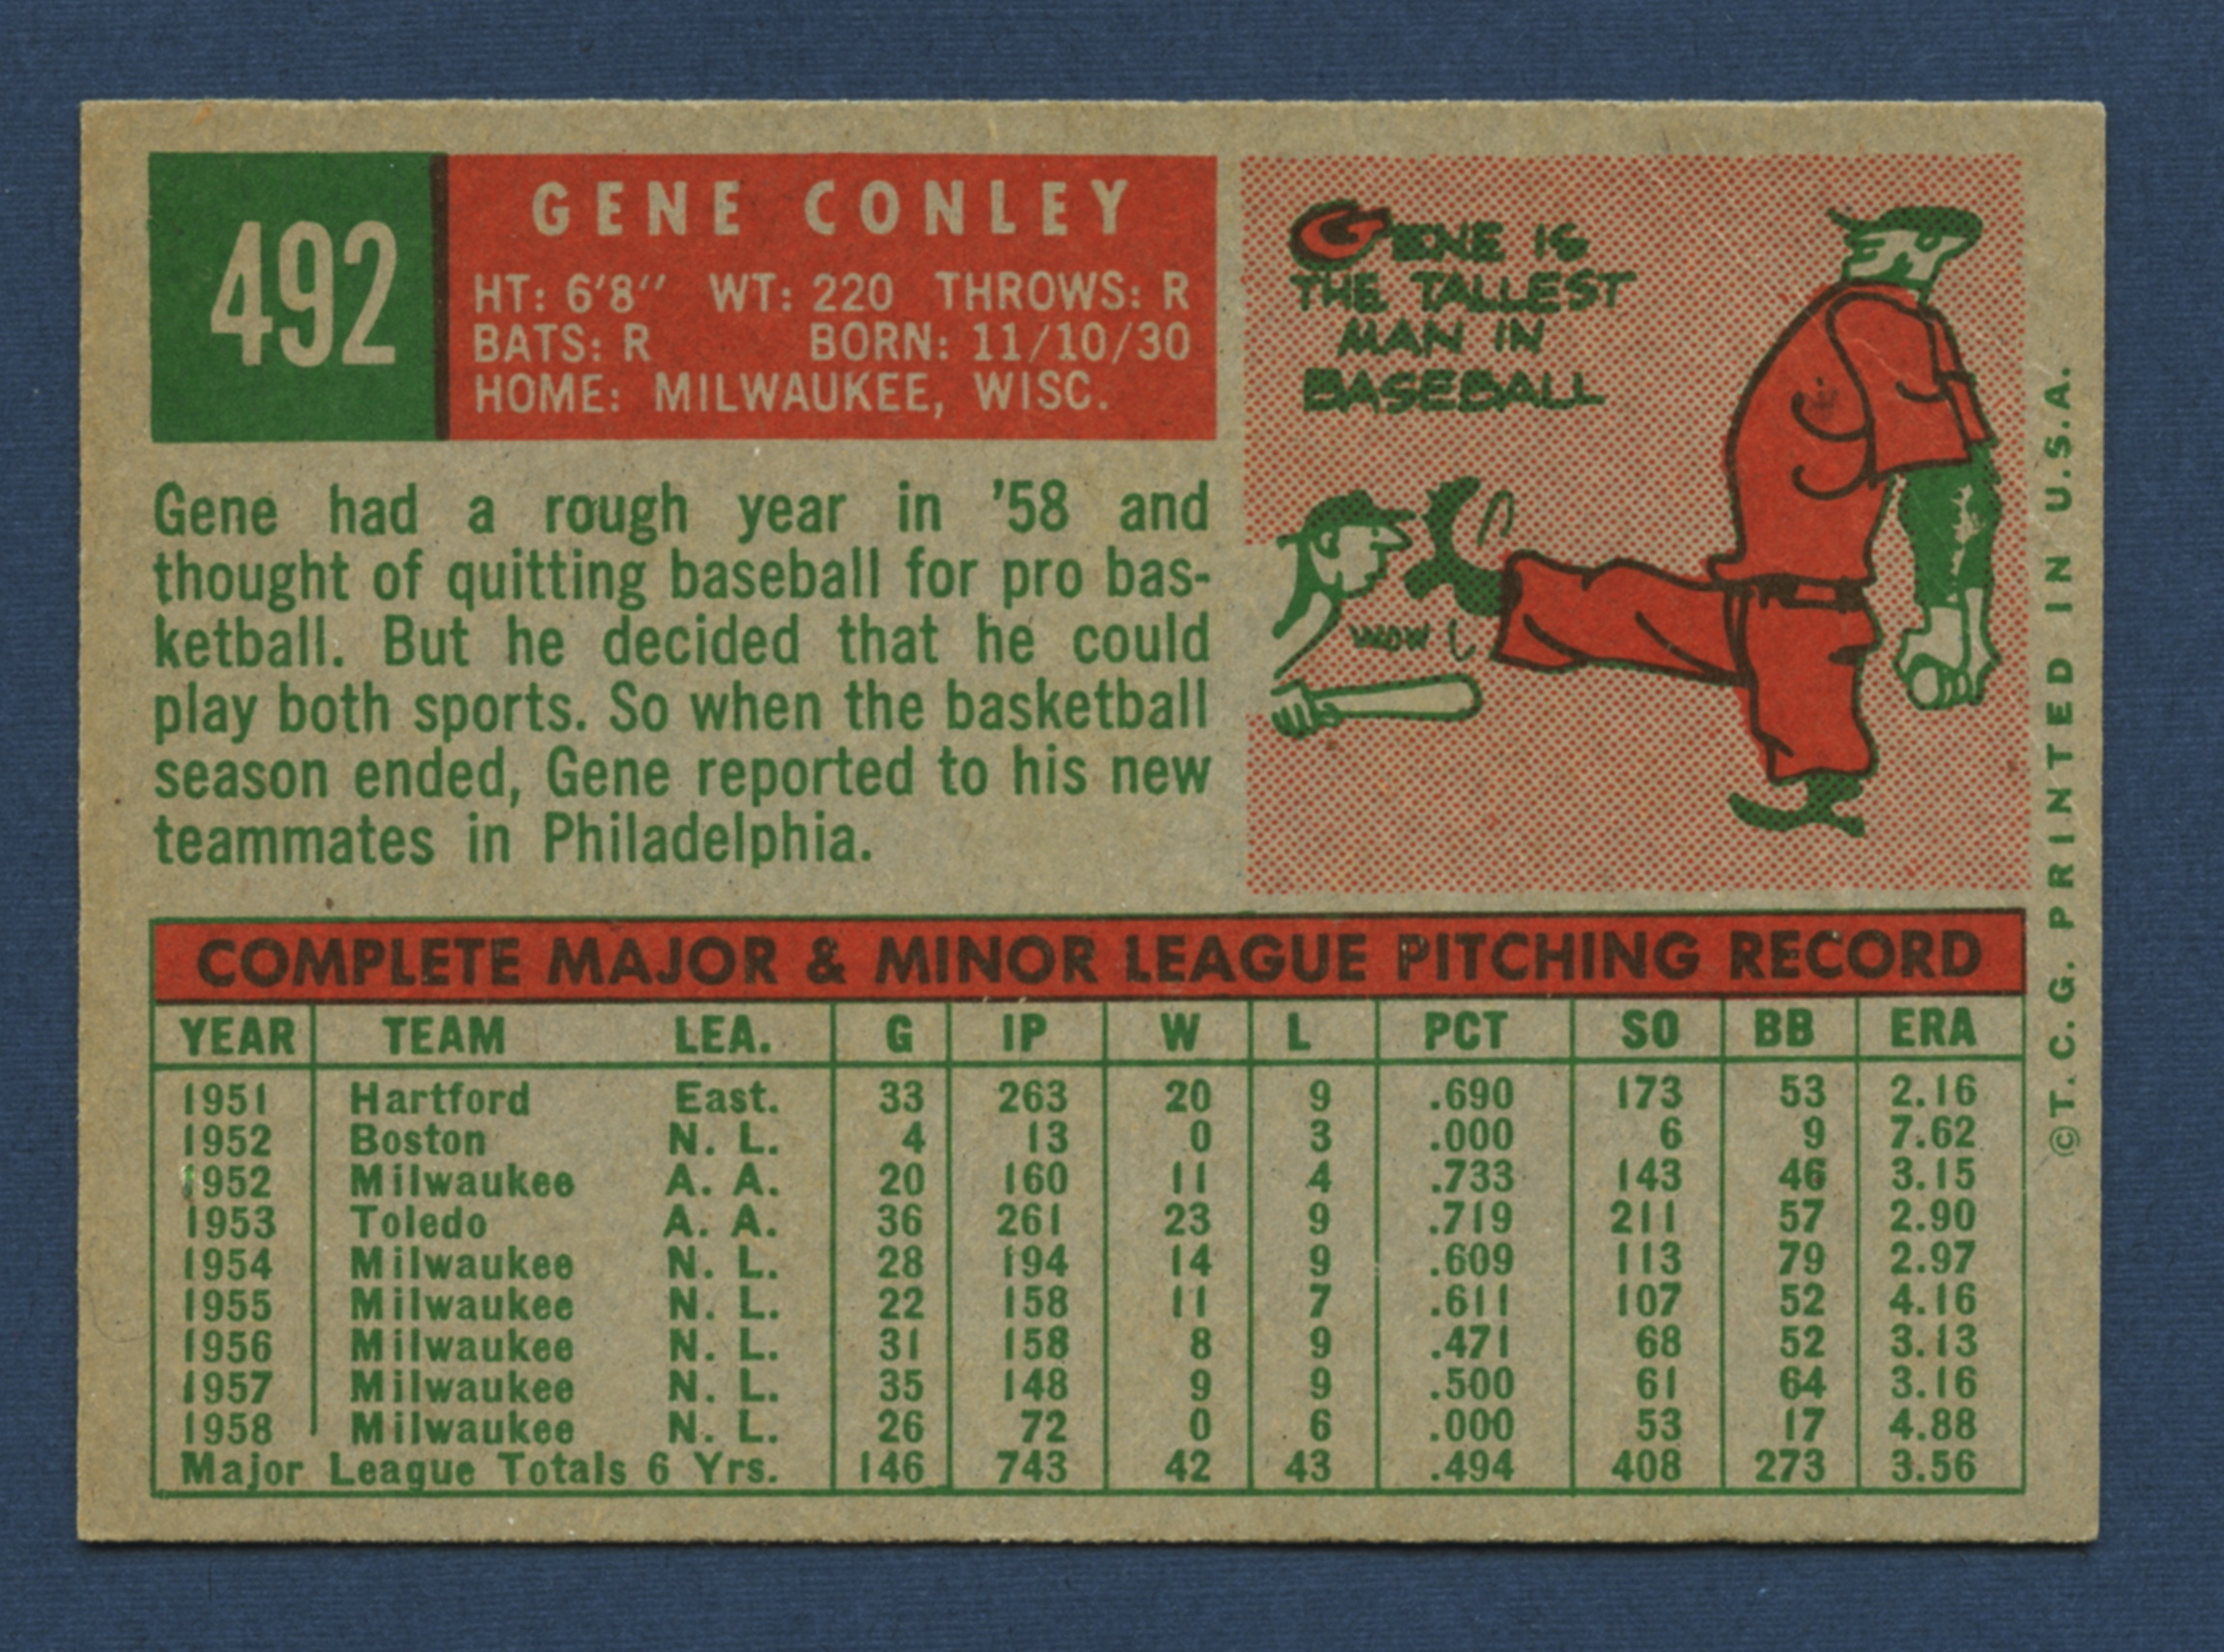 492
GENE CONLEY
HT: 6'8" WT: 220 THROWS: R
BATS: R BORN: 11/10/30
HOME: MILWAUKEE, WISC.
Gene had a rough year in '58 and
thought of quitting baseball for pro bas-
ketball. But he decided that he could
play both sports. So when the basketball
season ended, Gene reported to his new
teammates in Philadelphia.
GENE IS
THE TALLEST
MAN IN
BASEBALL
WOW
COMPLETE MAJOR & MINOR LEAGUE PITCHING RECORD
YEAR TEAM LEA. G IP W L PCT SO BB ERA
1951 Hartford East. 33 263 20 9 .690 173 53 2.16
1952 Boston N. L. 4 13 0 3 .000 6 9 7.62
1952 Milwaukee A. A. 20 160 11 4 .733 143 46 3.15
1953 Toledo A. A. 36 261 23 9 .719 211 57 2.90
1954 Milwaukee N. L. 28 194 14 9 .609 113 79 2.97
1955 Milwaukee N. L. 22 158 11 7 .611 107 52 4.16
1956 Milwaukee N. L. 31 158 8 9 .471 68 52 3.13
1957 Milwaukee N. L. 35 148 9 9 .500 61 64 3.16
1958 Milwaukee N. L. 26 72 0 6 .000 53 17 4.88
Major League Totals 6 Yrs. 146 743 42 43 .494 408 273 3.56
© T. C. G. PRINTED IN U.S.A.